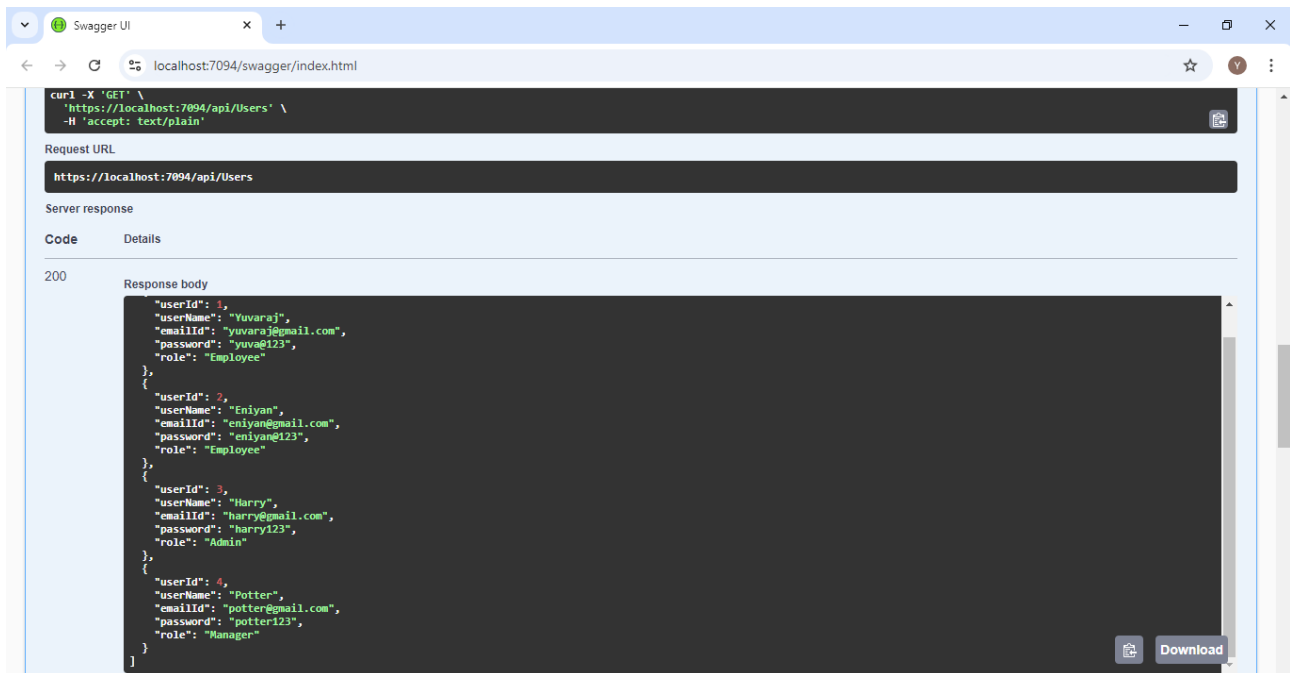 Swagger UI
localhost:7094/swagger/index.html
Y
curl -X 'GET' \
'https://localhost:7094/api/Users' \
-H 'accept: text/plain'
Request URL
https://localhost:7094/api/Users
Server response
Code Details
200
Response body
"userId": 1,
"userName": "Yuvaraj",
"emailId": "yuvaraj@gmail.com",
"password": "yuva@123",
"role": "Employee"
},
{
"userId": 2,
"userName": "Eniyan",
"emailId": "eniyan@gmail.com",
"password": "eniyan@123",
"role": "Employee"
},
{
"userId": 3,
"userName": "Harry",
"emailId": "harry@gmail.com",
"password": "harry123",
"role": "Admin"
},
{
"userId": 4,
"userName": "Potter",
"emailId": "potter@gmail.com",
"password": "potter123",
"role": "Manager"
}
]
Download